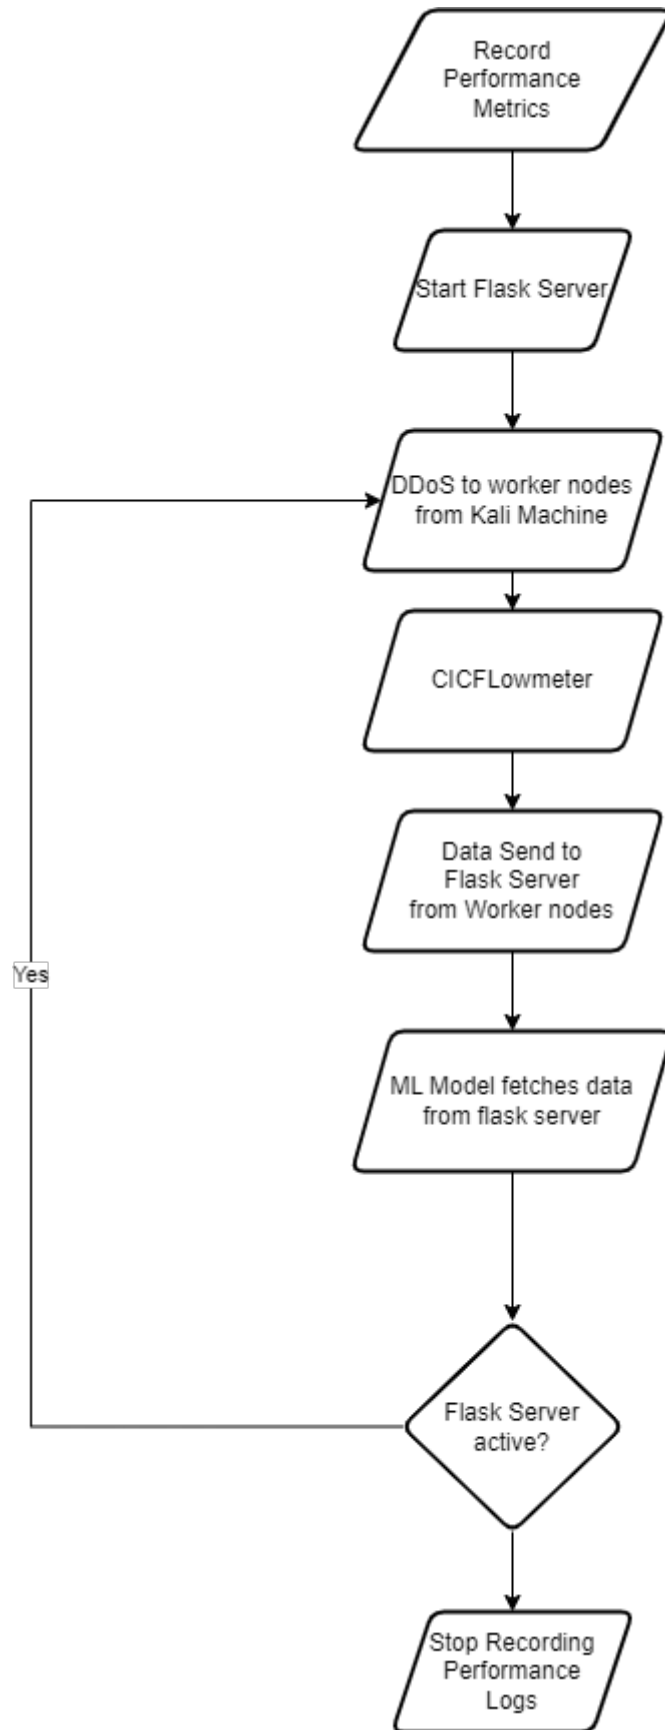 Record
Performance
Metrics
Start Flask Server
DDoS to worker nodes
from Kali Machine
CICFLowmeter
Data Send to
Flask Server
from Worker nodes
Yes
ML Model fetches data
from flask server
Flask Server
active?
Stop Recording
Performance
Logs